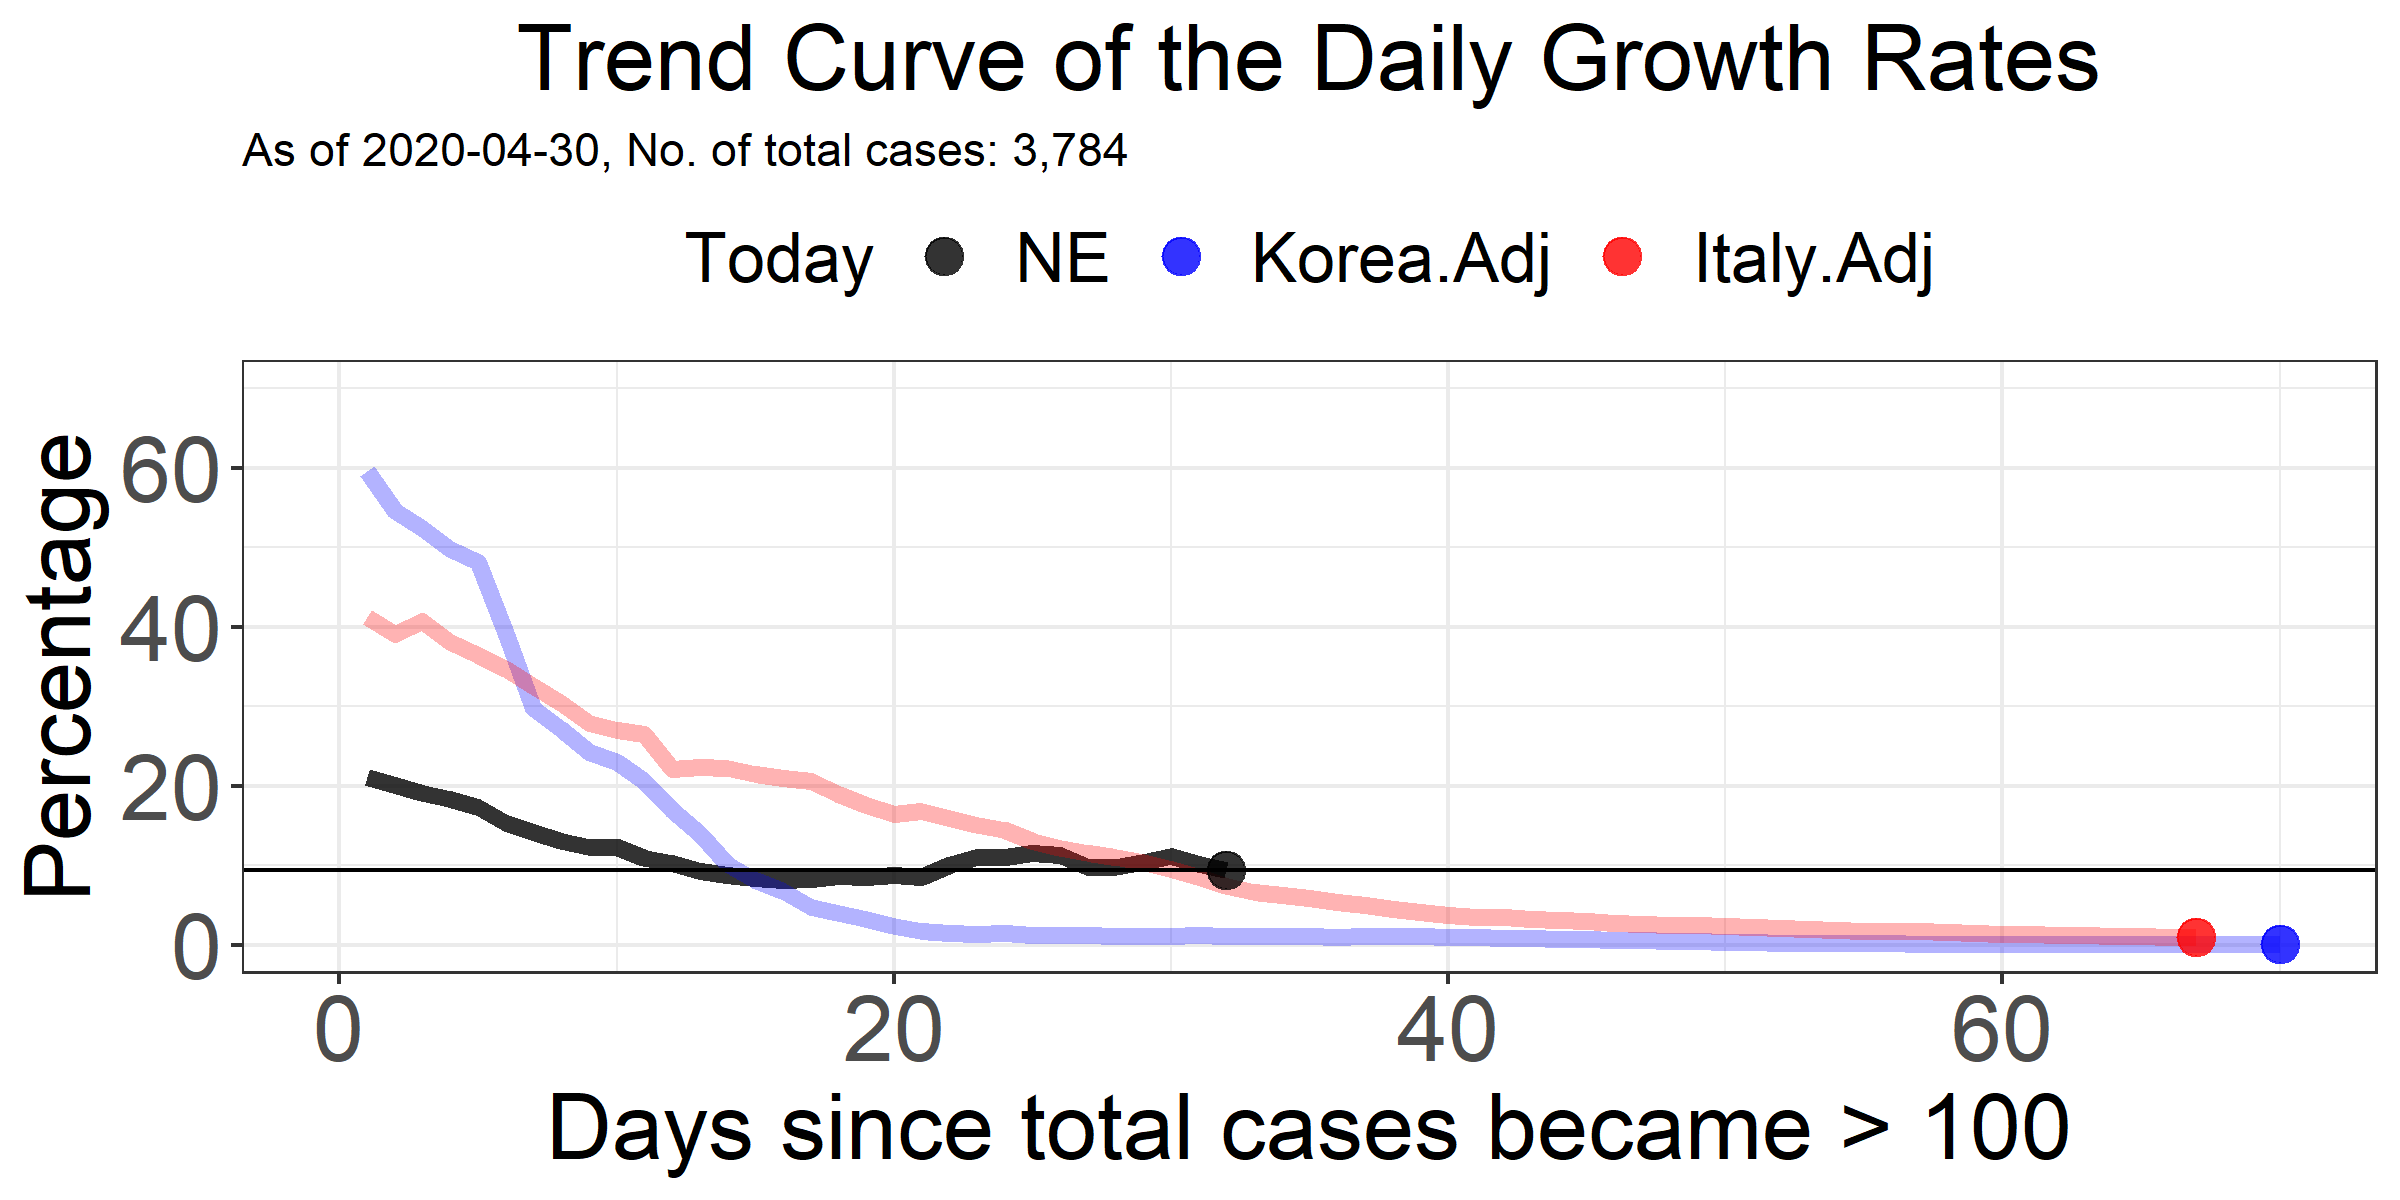 Trend Curve of the Daily Growth Rates
As of 2020-04-30, No. of total cases: 3,784
Today NE Korea.Adj Italy.Adj
Percentage
60
40
20
0
0 20 40 60
Days since total cases became > 100